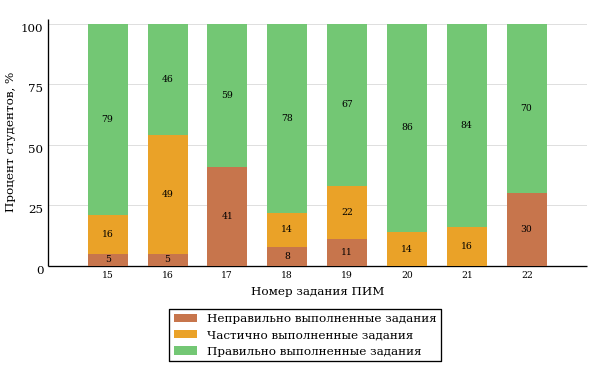 100
75
50
25
0
Процент студентов, %
79 46 59 78 67 86 84 70
16 49 14 22 14 16
5 5 41 8 11 30
15 16 17 18 19 20 21 22
Номер задания ПИМ
Неправильно выполненные задания
Частично выполненные задания
Правильно выполненные задания